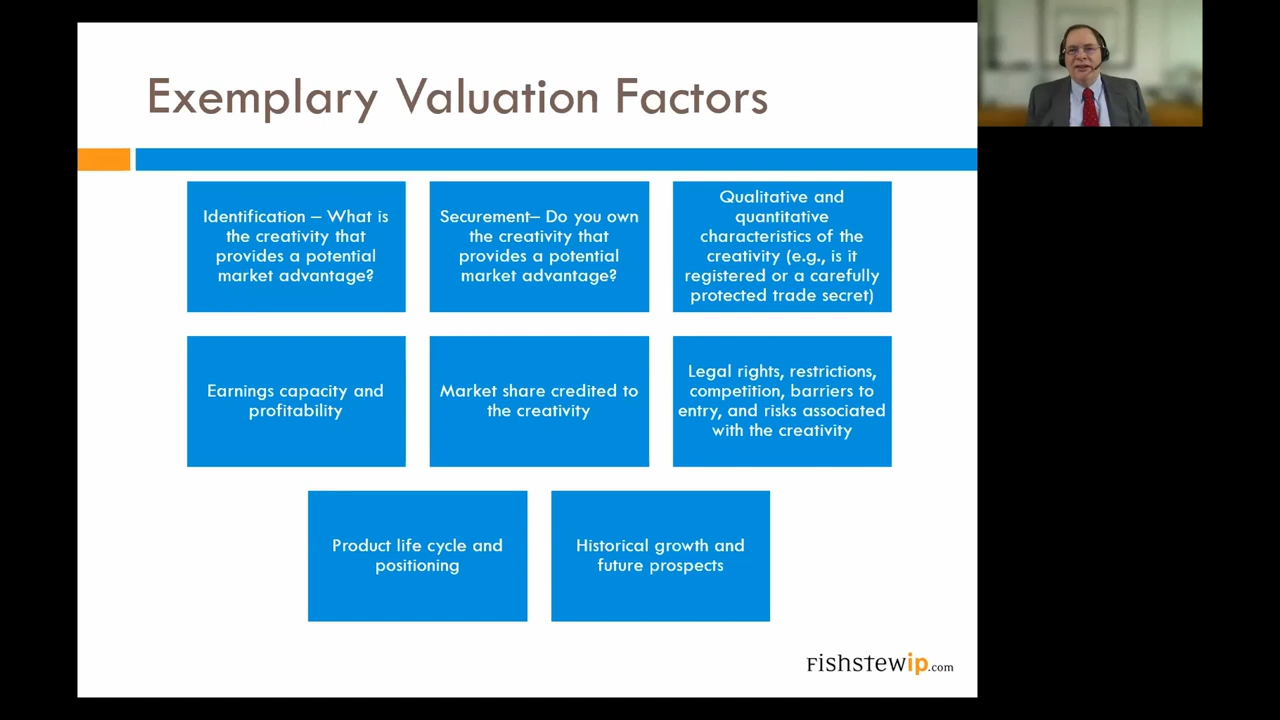 Exemplary Valuation Factors
Identification – What is
the creativity that
provides a potential
market advantage?
Securement– Do you own
the creativity that
provides a potential
market advantage?
Qualitative and
quantitative
characteristics of the
creativity (e.g., is it
registered or a carefully
protected trade secret)
Earnings capacity and
profitability
Market share credited to
the creativity
Legal rights, restrictions,
competition, barriers to
entry, and risks associated
with the creativity
Product life cycle and
positioning
Historical growth and
future prospects
Fishstewip.com